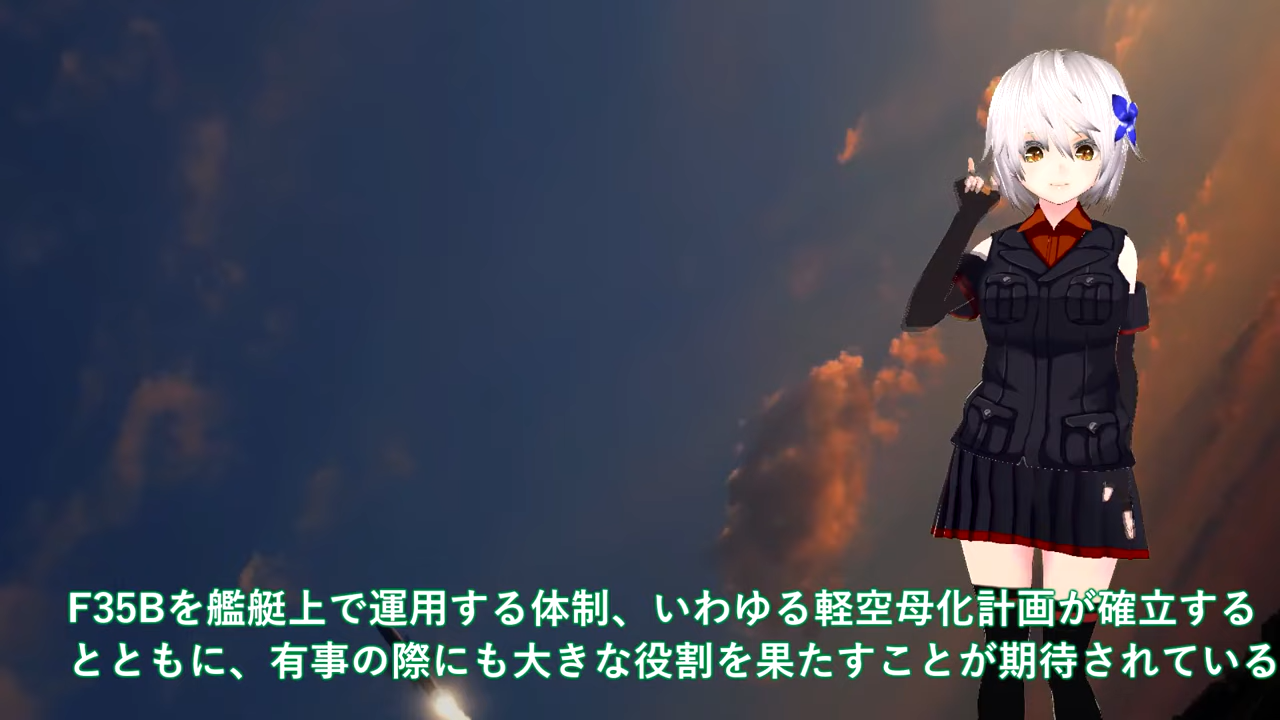 F35Bを艦艇上で運用する体制、いわゆる軽空母化計画が確立する
とともに、有事の際にも大きな役割を果たすことが期待されている